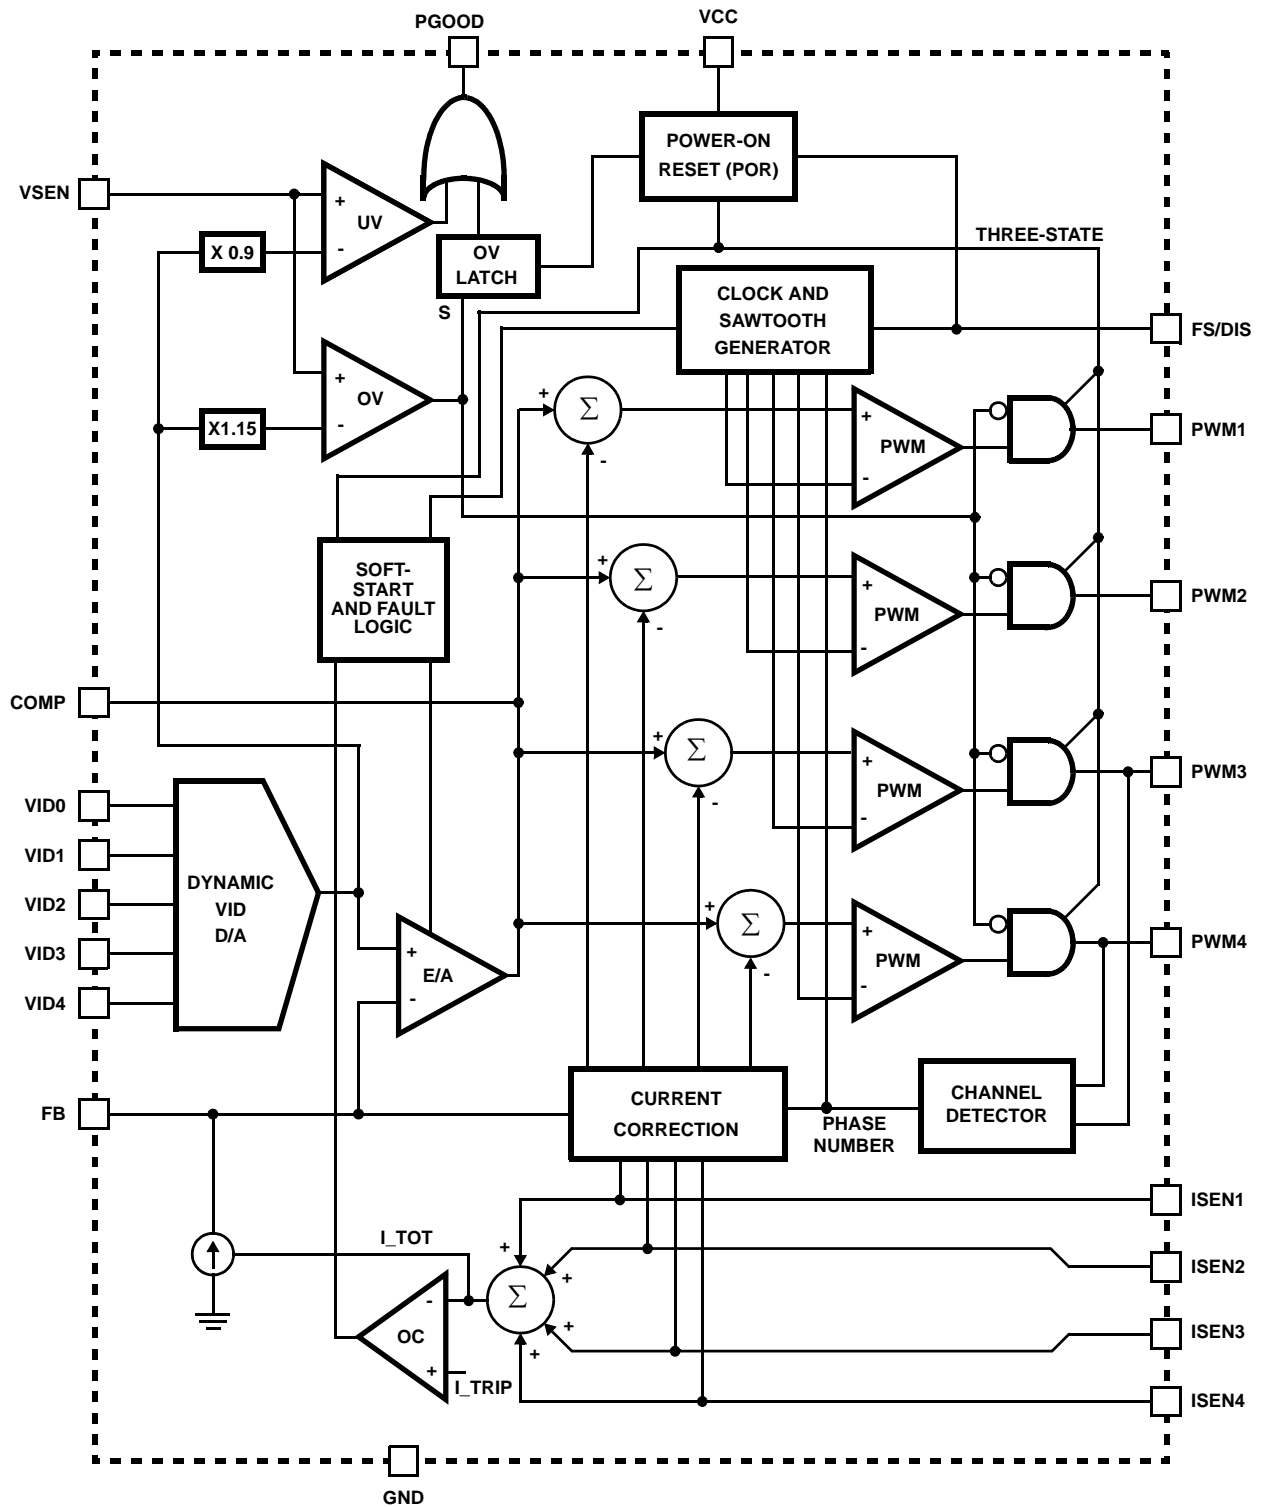 PGOOD
VCC
POWER-ON
RESET (POR)
VSEN
+
UV
-
X 0.9
OV
LATCH
S
THREE-STATE
CLOCK AND
SAWTOOTH
GENERATOR
FS/DIS
+
OV
-
X1.15
+
Σ
-
+
PWM
-
PWM1
SOFT-
START
AND FAULT
LOGIC
+
Σ
-
+
PWM
-
PWM2
COMP
+
Σ
-
+
PWM
-
PWM3
VID0
VID1
VID2
VID3
VID4
DYNAMIC
VID
D/A
+
E/A
-
+
Σ
-
+
PWM
-
PWM4
FB
CURRENT
CORRECTION
PHASE
NUMBER
CHANNEL
DETECTOR
ISEN1
I_TOT
+
+
Σ
+
+
ISEN2
-
OC
+
I_TRIP
ISEN3
ISEN4
GND